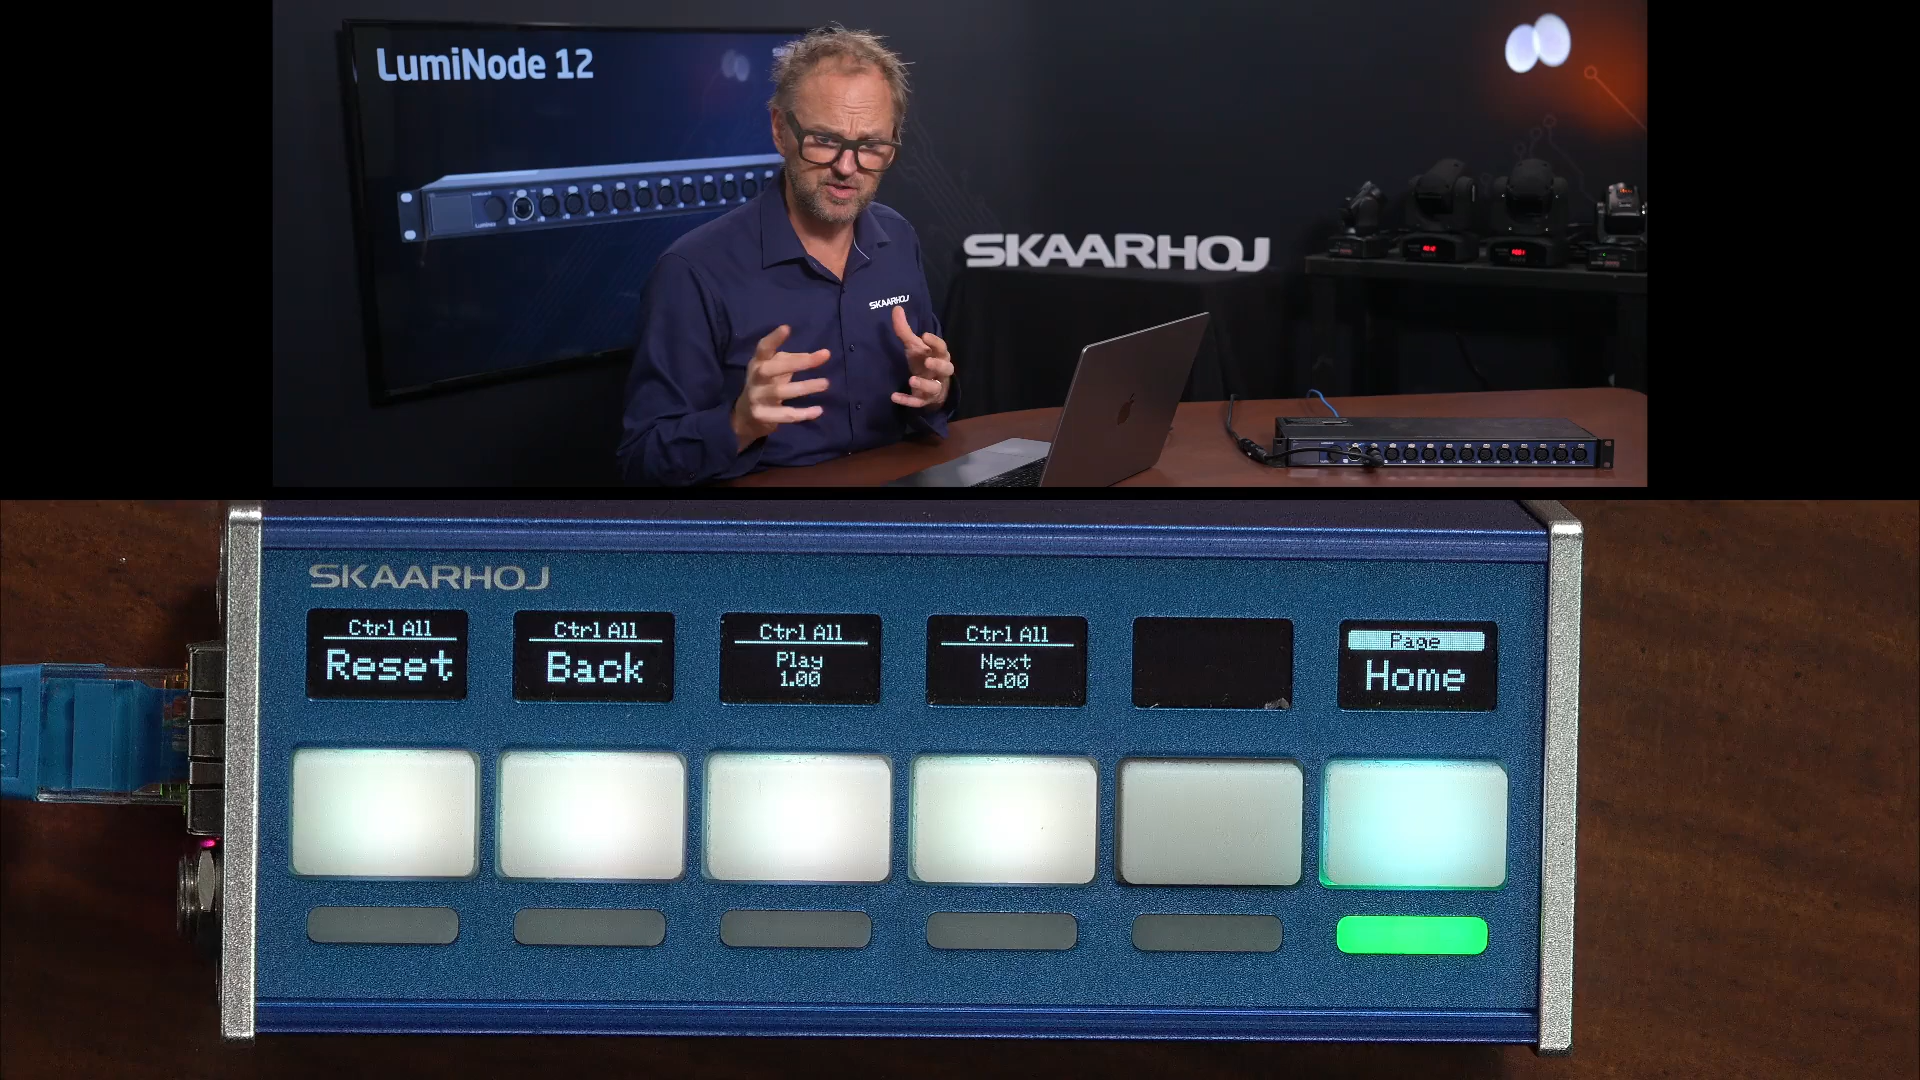 LumiNode 12
SKAARHOJ
SKAARHOJ
SKAARHOJ
Ctrl All
Reset
Ctrl All
Back
Ctrl All
Play
1.00
Ctrl All
Next
2.00
Page
Home